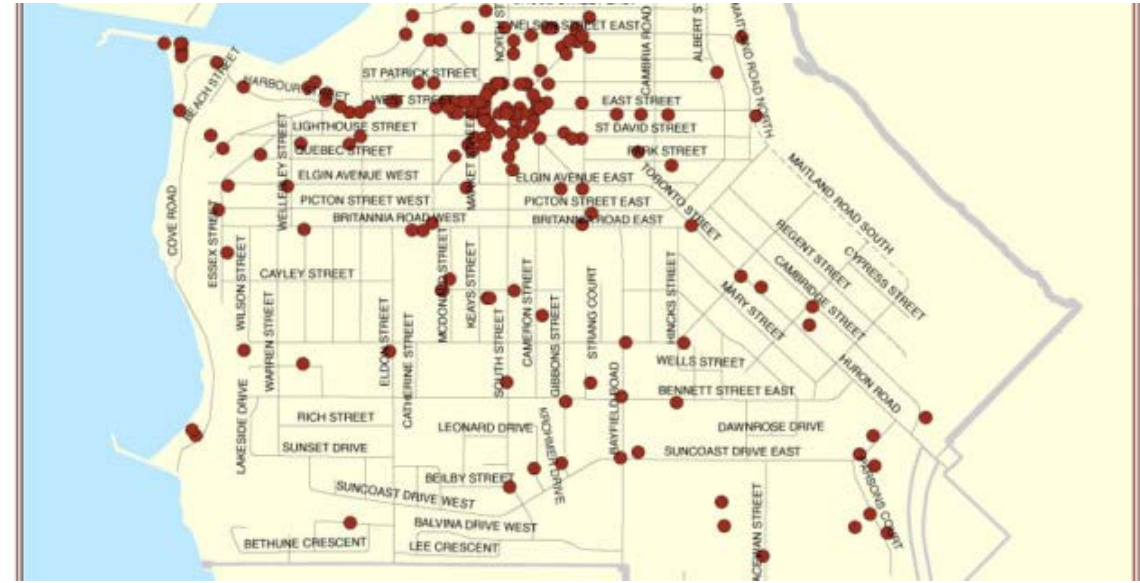 NELSON STREET EAST
NORTH ST
CAMBRIA ROAD
ALBERT S
MAITLAND ROAD NORTH
BEACH STREET
HARBOUR STREET
ST PATRICK STREET
WEST STREET
EAST STREET
LIGHTHOUSE STREET
ST DAVID STREET
QUEBEC STREET
PARK STREET
WELLESLEY STREET
MARKET STREET
ELGIN AVENUE WEST
ELGIN AVENUE EAST
TORONTO STREET
MAITLAND ROAD SOUTH
PICTON STREET WEST
PICTON STREET EAST
BRITANNIA ROAD WEST
BRITANNIA ROAD EAST
COVE ROAD
ESSEX STREET
WILSON STREET
CAYLEY STREET
MCDONALD STREET
KEAYS STREET
CAMERON STREET
STRANG COURT
HINCKS STREET
REGENT STREET
CYPRESS STREET
CAMBRIDGE STREET
MARY STREET
WARREN STREET
ELDON STREET
CATHERINE STREET
SOUTH STREET
GIBBONS STREET
WELLS STREET
HURON ROAD
BENNETT STREET EAST
LAKESIDE DRIVE
RICH STREET
LEONARD DRIVE
KROHMER DRIVE
BAYFIELD ROAD
DAWNROSE DRIVE
SUNSET DRIVE
SUNCOAST DRIVE EAST
BEILBY STREET
SUNCOAST DRIVE WEST
PARSONS COURT
BALVINA DRIVE WEST
BETHUNE CRESCENT
LEE CRESCENT
ACEWAN STREET